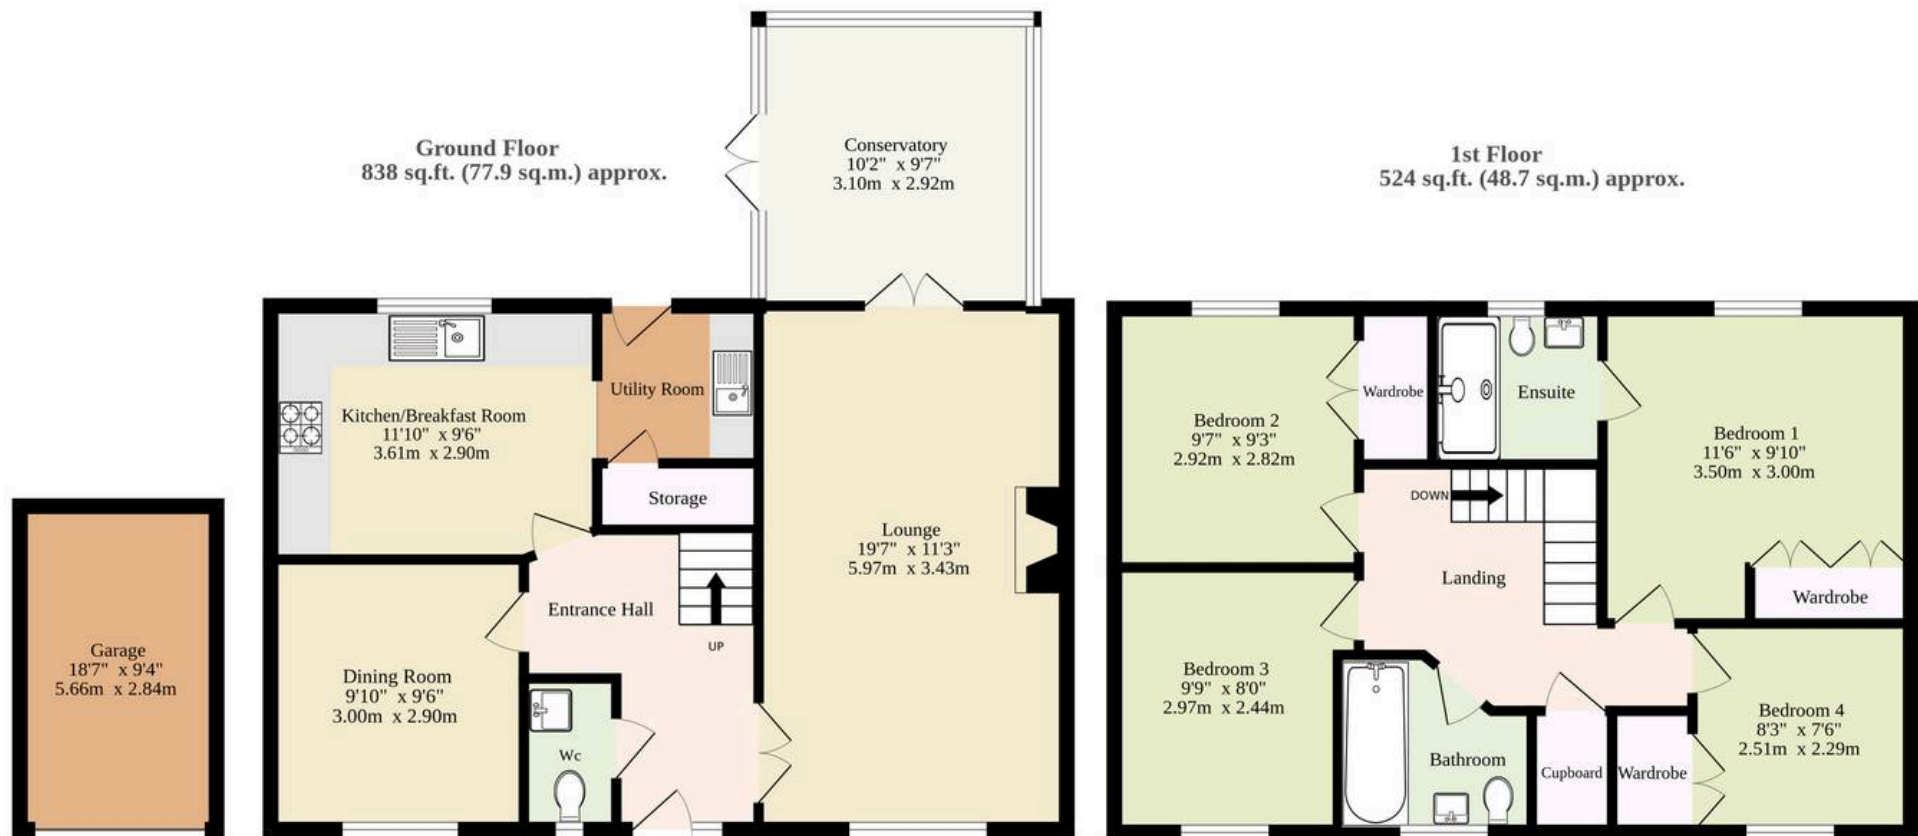 Ground Floor
838 sq.ft. (77.9 sq.m.) approx.
1st Floor
524 sq.ft. (48.7 sq.m.) approx.
Conservatory
10'2" x 9'7"
3.10m x 2.92m
Kitchen/Breakfast Room
11'10" x 9'6"
3.61m x 2.90m
Utility Room
Storage
Lounge
19'7" x 11'3"
5.97m x 3.43m
Entrance Hall
UP
Dining Room
9'10" x 9'6"
3.00m x 2.90m
Wc
Garage
18'7" x 9'4"
5.66m x 2.84m
Bedroom 2
9'7" x 9'3"
2.92m x 2.82m
Wardrobe
Ensuite
Bedroom 1
11'6" x 9'10"
3.50m x 3.00m
DOWN
Landing
Wardrobe
Bedroom 3
9'9" x 8'0"
2.97m x 2.44m
Bathroom
Cupboard
Wardrobe
Bedroom 4
8'3" x 7'6"
2.51m x 2.29m